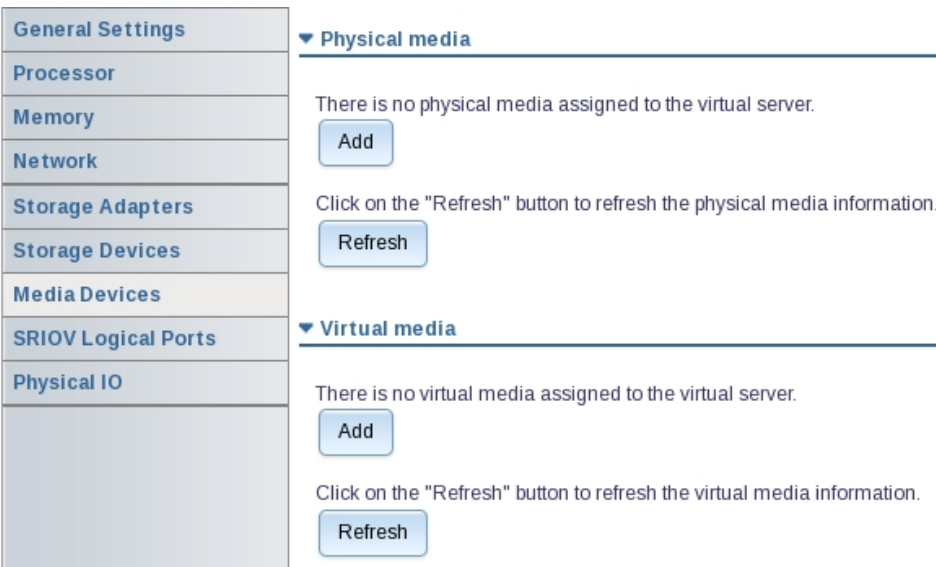 General Settings
Processor
Memory
Network
Storage Adapters
Storage Devices
Media Devices
SRIOV Logical Ports
Physical IO
Physical media
There is no physical media assigned to the virtual server.
Add
Click on the "Refresh" button to refresh the physical media information.
Refresh
Virtual media
There is no virtual media assigned to the virtual server.
Add
Click on the "Refresh" button to refresh the virtual media information.
Refresh